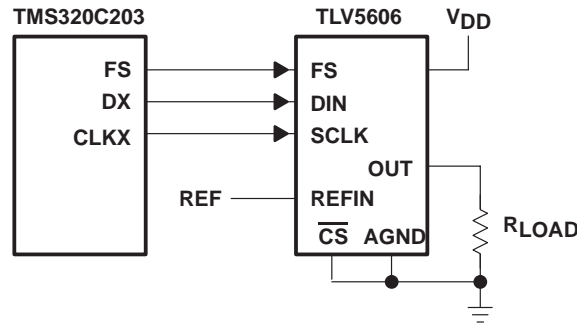 TMS320C203
TLV5606
VDD
FS
FS
DX
DIN
CLKX
SCLK
OUT
REF
REFIN
RLOAD
CS
AGND